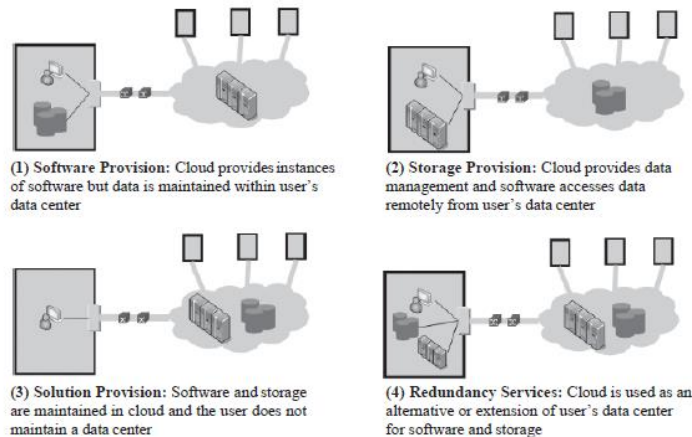 (1) Software Provision: Cloud provides instances
of software but data is maintained within user's
data center
(2) Storage Provision: Cloud provides data
management and software accesses data
remotely from user's data center
(3) Solution Provision: Software and storage
are maintained in cloud and the user does not
maintain a data center
(4) Redundancy Services: Cloud is used as an
alternative or extension of user's data center
for software and storage